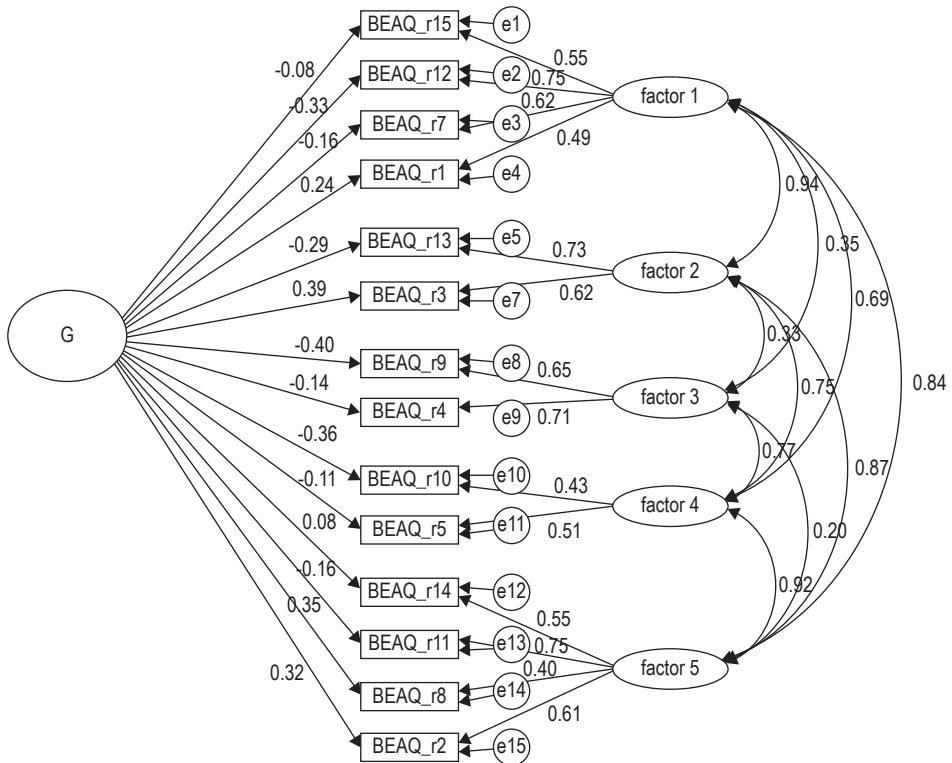 G
-0.08
-0.33
-0.16
0.24
-0.29
0.39
-0.40
-0.14
-0.36
-0.11
0.08
-0.16
0.35
0.32
BEAQ_r15
BEAQ_r12
BEAQ_r7
BEAQ_r1
BEAQ_r13
BEAQ_r3
BEAQ_r9
BEAQ_r4
BEAQ_r10
BEAQ_r5
BEAQ_r14
BEAQ_r11
BEAQ_r8
BEAQ_r2
e1
e2
e3
e4
e5
e7
e8
e9
e10
e11
e12
e13
e14
e15
0.55
0.75
0.62
0.49
0.73
0.62
0.65
0.71
0.43
0.51
0.55
0.75
0.40
0.61
factor 1
factor 2
factor 3
factor 4
factor 5
0.94
0.35
0.69
0.84
0.33
0.75
0.87
0.77
0.20
0.92